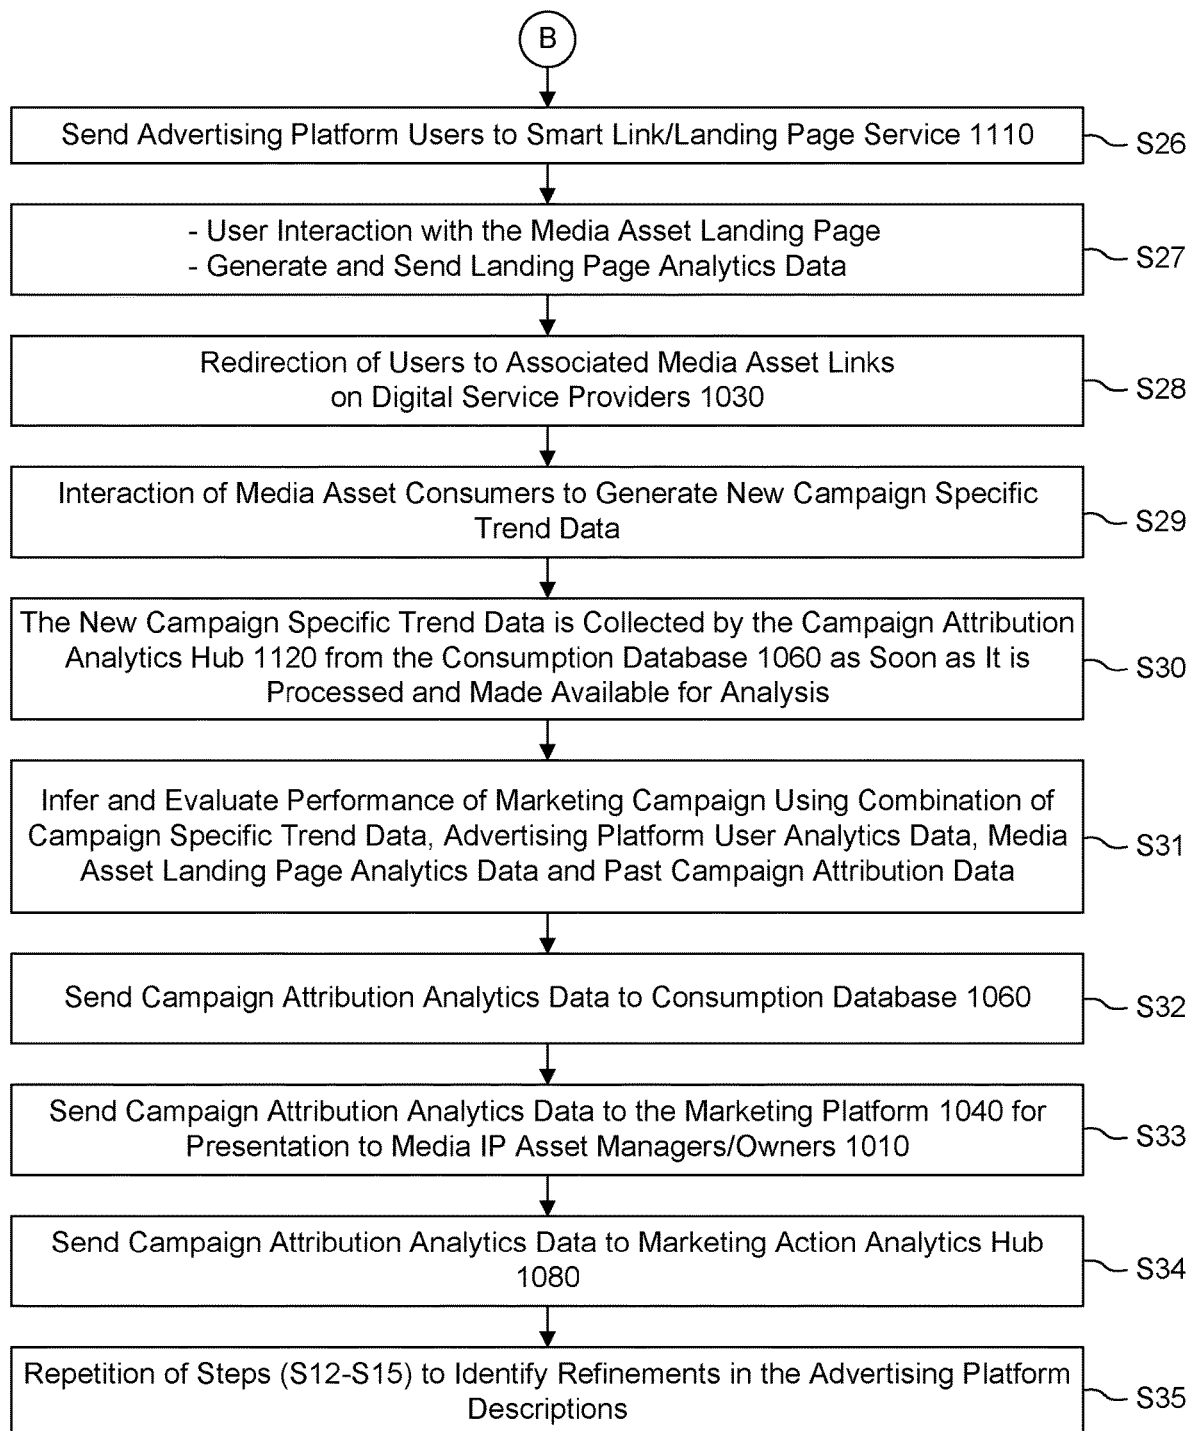 B
Send Advertising Platform Users to Smart Link/Landing Page Service 1110
S26
- User Interaction with the Media Asset Landing Page
- Generate and Send Landing Page Analytics Data
S27
Redirection of Users to Associated Media Asset Links
on Digital Service Providers 1030
S28
Interaction of Media Asset Consumers to Generate New Campaign Specific
Trend Data
S29
The New Campaign Specific Trend Data is Collected by the Campaign Attribution
Analytics Hub 1120 from the Consumption Database 1060 as Soon as It is
Processed and Made Available for Analysis
S30
Infer and Evaluate Performance of Marketing Campaign Using Combination of
Campaign Specific Trend Data, Advertising Platform User Analytics Data, Media
Asset Landing Page Analytics Data and Past Campaign Attribution Data
S31
Send Campaign Attribution Analytics Data to Consumption Database 1060
S32
Send Campaign Attribution Analytics Data to the Marketing Platform 1040 for
Presentation to Media IP Asset Managers/Owners 1010
S33
Send Campaign Attribution Analytics Data to Marketing Action Analytics Hub
1080
S34
Repetition of Steps (S12-S15) to Identify Refinements in the Advertising Platform
Descriptions
S35